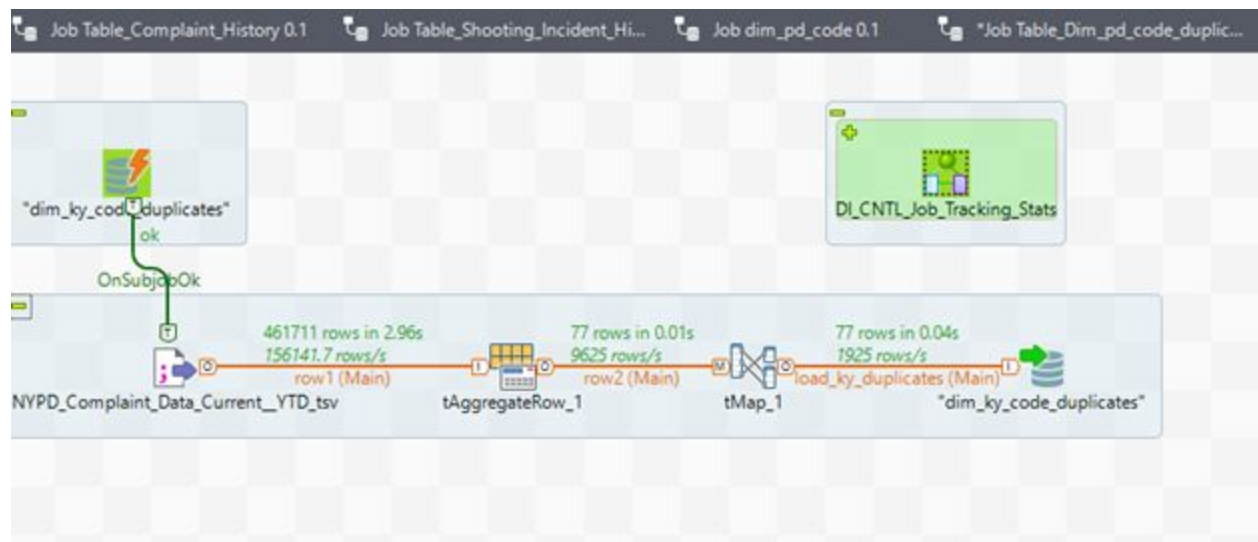 Job Table_Complaint_History 0.1
Job Table_Shooting_Incident_Hi...
Job dim_pd_code 0.1
*Job Table_Dim_pd_code_duplic...
"dim_ky_code_duplicates"
ok
OnSubjobOk
DI_CNTL_Job_Tracking_Stats
461711 rows in 2.96s
156141.7 rows/s
row1 (Main)
77 rows in 0.01s
9625 rows/s
row2 (Main)
77 rows in 0.04s
1925 rows/s
load_ky_duplicates (Main)
NYPD_Complaint_Data_Current__YTD_tsv
tAggregateRow_1
tMap_1
"dim_ky_code_duplicates"